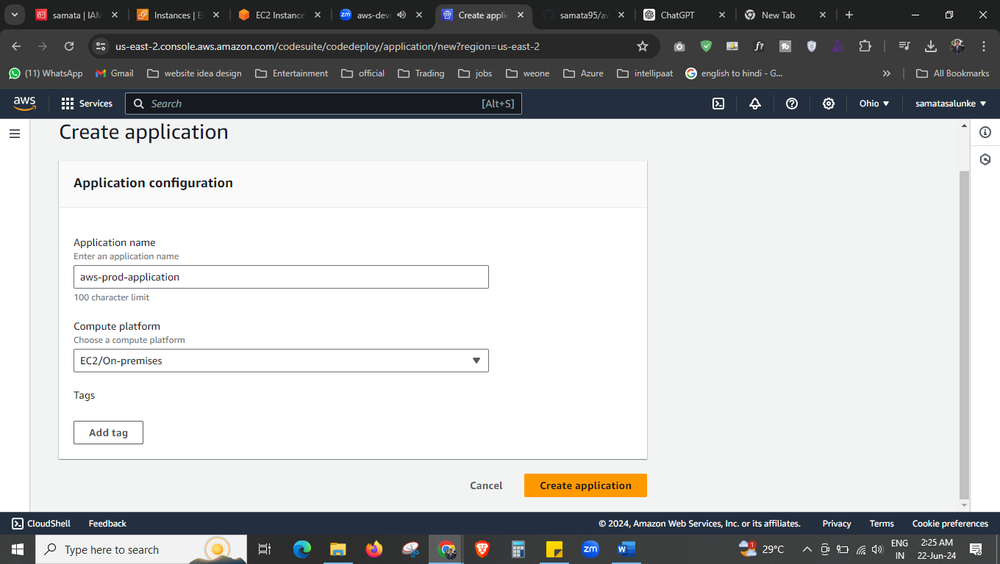 samata | IAM
Instances | E
EC2 Instance
aws-dev
Create applic
samata95/aw
ChatGPT
New Tab
us-east-2.console.aws.amazon.com/codesuite/codedeploy/application/new?region=us-east-2
(11) WhatsApp
Gmail
website idea design
Entertainment
official
Trading
jobs
weone
Azure
intellipaat
english to hindi - G...
All Bookmarks
aws
Services
Search
[Alt+S]
Ohio
samatasalunke
Create application
Application configuration
Application name
Enter an application name
aws-prod-application
100 character limit
Compute platform
Choose a compute platform
EC2/On-premises
Tags
Add tag
Cancel
Create application
CloudShell
Feedback
© 2024, Amazon Web Services, Inc. or its affiliates.
Privacy
Terms
Cookie preferences
Type here to search
29°C
ENG
IN
2:25 AM
22-Jun-24